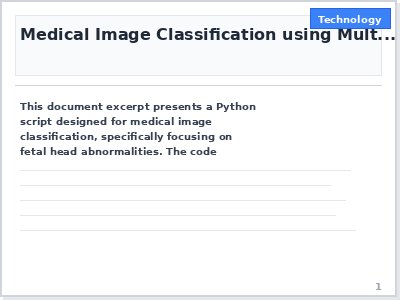 Technology
Medical Image Classification using Mult...
This document excerpt presents a Python
script designed for medical image
classification, specifically focusing on
fetal head abnormalities. The code
1